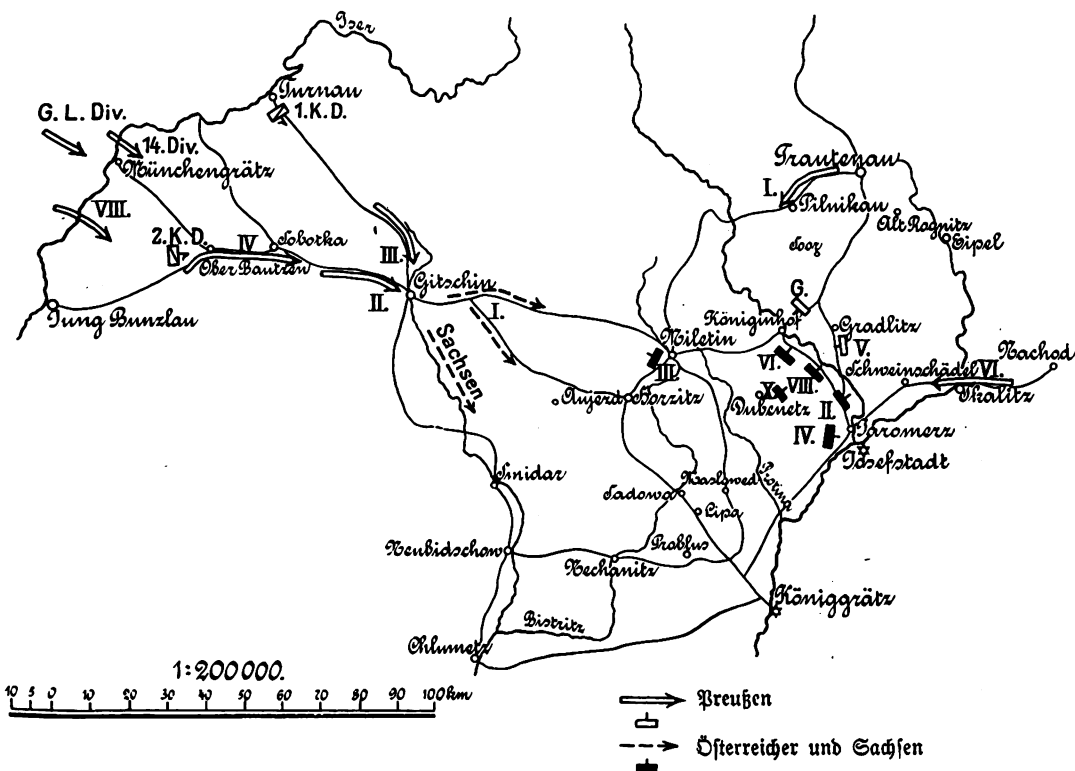 Iser
Turnau
1.K.D.
G. L. Div.
14. Div.
Münchengrätz
VIII.
2.K.D.
IV
Sobotka
Ober Bautzen
Jung Bunzlau
III.
II.
Gitschin
I.
Sachsen
Trautenau
I.
Pilnikau
Alt Rognitz
Eipel
Soor
G.
Königinhof
Gradlitz
V.
Miletin
III.
VI.
VIII.
Schweinschädel
VI.
Nachod
Skalitz
Aujezd
Horzitz
X
Dubenetz
II.
IV.
Jaromerz
Josefstadt
Smidar
Sadowa
Maslowed
Lipa
Trotina
Neubidschow
Nechanitz
Probfus
Königgrätz
Bistritz
Chlumetz
1:200000.
10 5 0 10 20 30 40 50 60 70 80 90 100 km
Preußen
Österreicher und Sachsen